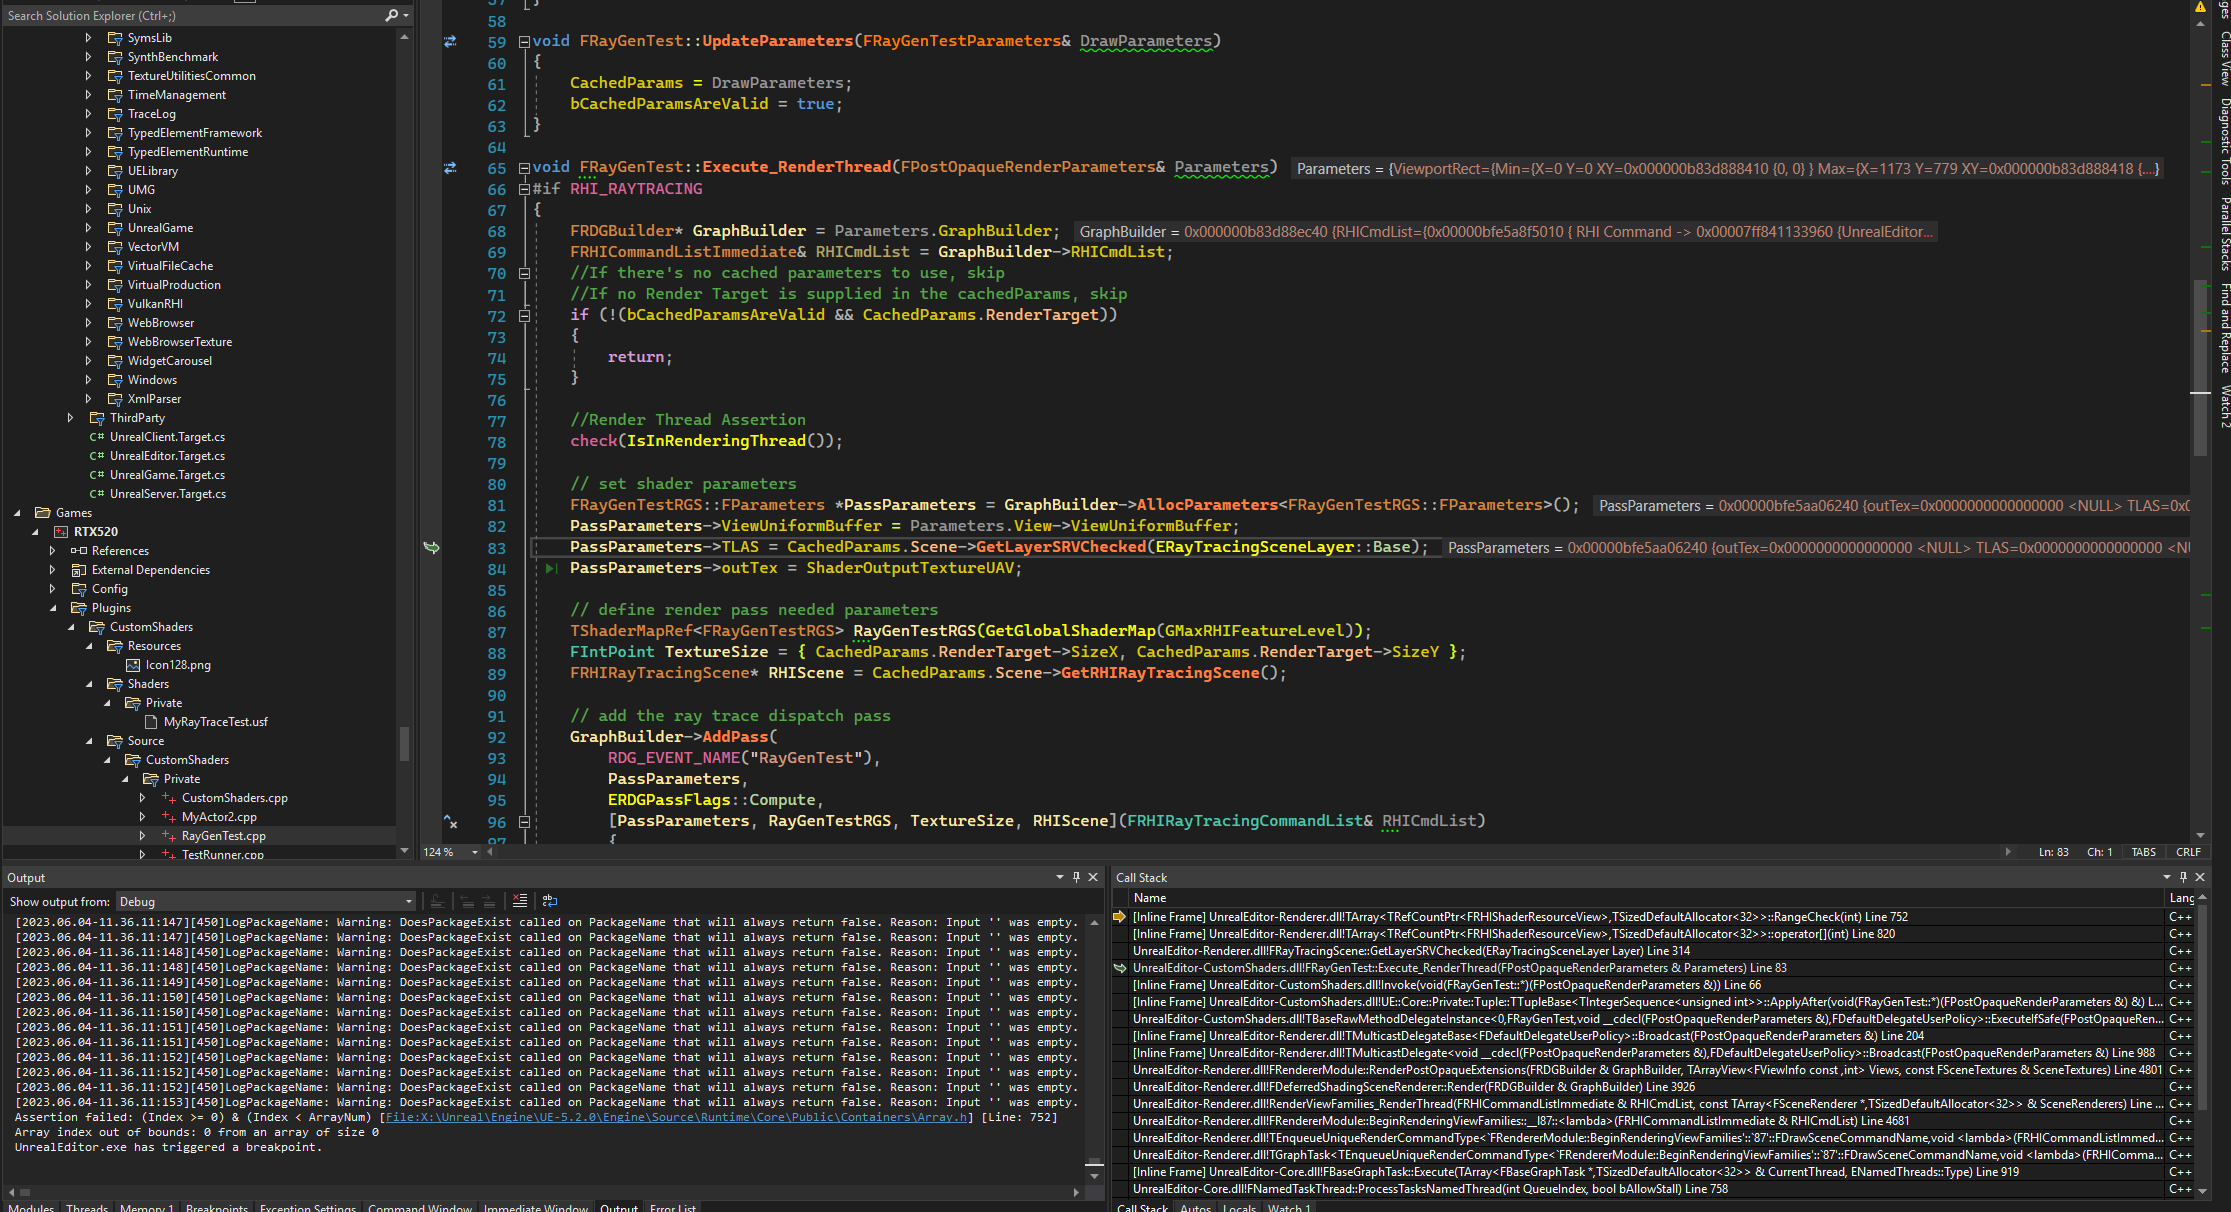 Search Solution Explorer (Ctrl+;)
SymsLib
SynthBenchmark
TextureUtilitiesCommon
TimeManagement
TraceLog
TypedElementFramework
TypedElementRuntime
UELibrary
UMG
Unix
UnrealGame
VectorVM
VirtualFileCache
VirtualProduction
VulkanRHI
WebBrowser
WebBrowserTexture
WidgetCarousel
Windows
XmlParser
ThirdParty
C# UnrealClient.Target.cs
C# UnrealEditor.Target.cs
C# UnrealGame.Target.cs
C# UnrealServer.Target.cs
Games
RTX520
References
External Dependencies
Config
Plugins
CustomShaders
Resources
Icon128.png
Shaders
Private
MyRayTraceTest.usf
Source
CustomShaders
Private
CustomShaders.cpp
MyActor2.cpp
RayGenTest.cpp
TestRunner.cpp
57 }
58
59 void FRayGenTest::UpdateParameters(FRayGenTestParameters& DrawParameters)
60 {
61 CachedParams = DrawParameters;
62 bCachedParamsAreValid = true;
63 }
64
65 void FRayGenTest::Execute_RenderThread(FPostOpaqueRenderParameters& Parameters) Parameters = {ViewportRect={Min={X=0 Y=0 XY=0x000000b83d888410 {0, 0} } Max={X=1173 Y=779 XY=0x000000b83d888418 {...}
66 #if RHI_RAYTRACING
67 {
68 FRDGBuilder* GraphBuilder = Parameters.GraphBuilder; GraphBuilder = 0x000000b83d88ec40 {RHICmdList={0x00000bfe5a8f5010 { RHI Command -> 0x00007ff841133960 {UnrealEditor...
69 FRHICommandListImmediate& RHICmdList = GraphBuilder->RHICmdList;
70 //If there's no cached parameters to use, skip
71 //If no Render Target is supplied in the cachedParams, skip
72 if (!(bCachedParamsAreValid && CachedParams.RenderTarget))
73 {
74 return;
75 }
76
77 //Render Thread Assertion
78 check(IsInRenderingThread());
79
80 // set shader parameters
81 FRayGenTestRGS::FParameters *PassParameters = GraphBuilder->AllocParameters<FRayGenTestRGS::FParameters>(); PassParameters = 0x00000bfe5aa06240 {outTex=0x0000000000000000 <NULL> TLAS=0x0
82 PassParameters->ViewUniformBuffer = Parameters.View->ViewUniformBuffer;
83 PassParameters->TLAS = CachedParams.Scene->GetLayerSRVChecked(ERayTracingSceneLayer::Base); PassParameters = 0x00000bfe5aa06240 {outTex=0x0000000000000000 <NULL> TLAS=0x0000000000000000 <NU
84 PassParameters->outTex = ShaderOutputTextureUAV;
85
86 // define render pass needed parameters
87 TShaderMapRef<FRayGenTestRGS> RayGenTestRGS(GetGlobalShaderMap(GMaxRHIFeatureLevel));
88 FIntPoint TextureSize = { CachedParams.RenderTarget->SizeX, CachedParams.RenderTarget->SizeY };
89 FRHIRayTracingScene* RHIScene = CachedParams.Scene->GetRHIRayTracingScene();
90
91 // add the ray trace dispatch pass
92 GraphBuilder->AddPass(
93 RDG_EVENT_NAME("RayGenTest"),
94 PassParameters,
95 ERDGPassFlags::Compute,
96 [PassParameters, RayGenTestRGS, TextureSize, RHIScene](FRHIRayTracingCommandList& RHICmdList)
97 {
124 % Ln: 83 Ch: 1 TABS CRLF
ges
Class View
Diagnostic Tools
Parallel Stacks
Find and Replace
Watch 2
Output
Show output from: Debug
[2023.06.04-11.36.11:147][450]LogPackageName: Warning: DoesPackageExist called on PackageName that will always return false. Reason: Input '' was empty.
[2023.06.04-11.36.11:147][450]LogPackageName: Warning: DoesPackageExist called on PackageName that will always return false. Reason: Input '' was empty.
[2023.06.04-11.36.11:148][450]LogPackageName: Warning: DoesPackageExist called on PackageName that will always return false. Reason: Input '' was empty.
[2023.06.04-11.36.11:148][450]LogPackageName: Warning: DoesPackageExist called on PackageName that will always return false. Reason: Input '' was empty.
[2023.06.04-11.36.11:149][450]LogPackageName: Warning: DoesPackageExist called on PackageName that will always return false. Reason: Input '' was empty.
[2023.06.04-11.36.11:150][450]LogPackageName: Warning: DoesPackageExist called on PackageName that will always return false. Reason: Input '' was empty.
[2023.06.04-11.36.11:150][450]LogPackageName: Warning: DoesPackageExist called on PackageName that will always return false. Reason: Input '' was empty.
[2023.06.04-11.36.11:151][450]LogPackageName: Warning: DoesPackageExist called on PackageName that will always return false. Reason: Input '' was empty.
[2023.06.04-11.36.11:151][450]LogPackageName: Warning: DoesPackageExist called on PackageName that will always return false. Reason: Input '' was empty.
[2023.06.04-11.36.11:152][450]LogPackageName: Warning: DoesPackageExist called on PackageName that will always return false. Reason: Input '' was empty.
[2023.06.04-11.36.11:152][450]LogPackageName: Warning: DoesPackageExist called on PackageName that will always return false. Reason: Input '' was empty.
[2023.06.04-11.36.11:152][450]LogPackageName: Warning: DoesPackageExist called on PackageName that will always return false. Reason: Input '' was empty.
[2023.06.04-11.36.11:153][450]LogPackageName: Warning: DoesPackageExist called on PackageName that will always return false. Reason: Input '' was empty.
Assertion failed: (Index >= 0) & (Index < ArrayNum) [File:X:\Unreal\Engine\UE-5.2.0\Engine\Source\Runtime\Core\Public\Containers\Array.h] [Line: 752]
Array index out of bounds: 0 from an array of size 0
UnrealEditor.exe has triggered a breakpoint.
Modules Threads Memory 1 Breakpoints Exception Settings Command Window Immediate Window Output Error List
Call Stack
Name Lang
[Inline Frame] UnrealEditor-Renderer.dll!TArray<TRefCountPtr<FRHIShaderResourceView>,TSizedDefaultAllocator<32>>::RangeCheck(int) Line 752 C++
[Inline Frame] UnrealEditor-Renderer.dll!TArray<TRefCountPtr<FRHIShaderResourceView>,TSizedDefaultAllocator<32>>::operator[](int) Line 820 C++
UnrealEditor-Renderer.dll!FRayTracingScene::GetLayerSRVChecked(ERayTracingSceneLayer Layer) Line 314 C++
UnrealEditor-CustomShaders.dll!FRayGenTest::Execute_RenderThread(FPostOpaqueRenderParameters & Parameters) Line 83 C++
[Inline Frame] UnrealEditor-CustomShaders.dll!Invoke(void(FRayGenTest::*)(FPostOpaqueRenderParameters &)) Line 66 C++
[Inline Frame] UnrealEditor-CustomShaders.dll!UE::Core::Private::Tuple::TTupleBase<TIntegerSequence<unsigned int>>::ApplyAfter(void(FRayGenTest::*)(FPostOpaqueRenderParameters &) &) L... C++
UnrealEditor-CustomShaders.dll!TBaseRawMethodDelegateInstance<0,FRayGenTest,void __cdecl(FPostOpaqueRenderParameters &),FDefaultDelegateUserPolicy>::ExecuteIfSafe(FPostOpaqueRen... C++
[Inline Frame] UnrealEditor-Renderer.dll!TMulticastDelegateBase<FDefaultDelegateUserPolicy>::Broadcast(FPostOpaqueRenderParameters &) Line 204 C++
[Inline Frame] UnrealEditor-Renderer.dll!TMulticastDelegate<void __cdecl(FPostOpaqueRenderParameters &),FDefaultDelegateUserPolicy>::Broadcast(FPostOpaqueRenderParameters &) Line 988 C++
UnrealEditor-Renderer.dll!FRendererModule::RenderPostOpaqueExtensions(FRDGBuilder & GraphBuilder, TArrayView<FViewInfo const ,int> Views, const FSceneTextures & SceneTextures) Line 4801 C++
UnrealEditor-Renderer.dll!FDeferredShadingSceneRenderer::Render(FRDGBuilder & GraphBuilder) Line 3926 C++
UnrealEditor-Renderer.dll!RenderViewFamilies_RenderThread(FRHICommandListImmediate & RHICmdList, const TArray<FSceneRenderer *,TSizedDefaultAllocator<32>> & SceneRenderers) Line ... C++
UnrealEditor-Renderer.dll!FRendererModule::BeginRenderingViewFamilies::__l87::<lambda>(FRHICommandListImmediate & RHICmdList) Line 4681 C++
UnrealEditor-Renderer.dll!TEnqueueUniqueRenderCommandType<`FRendererModule::BeginRenderingViewFamilies'::`87'::FDrawSceneCommandName,void <lambda>(FRHICommandListImmed... C++
UnrealEditor-Renderer.dll!TGraphTask<TEnqueueUniqueRenderCommandType<`FRendererModule::BeginRenderingViewFamilies'::`87'::FDrawSceneCommandName,void <lambda>(FRHIComma... C++
[Inline Frame] UnrealEditor-Core.dll!FBaseGraphTask::Execute(TArray<FBaseGraphTask *,TSizedDefaultAllocator<32>> & CurrentThread, ENamedThreads::Type) Line 919 C++
UnrealEditor-Core.dll!FNamedTaskThread::ProcessTasksNamedThread(int QueueIndex, bool bAllowStall) Line 758 C++
Call Stack Autos Locals Watch 1